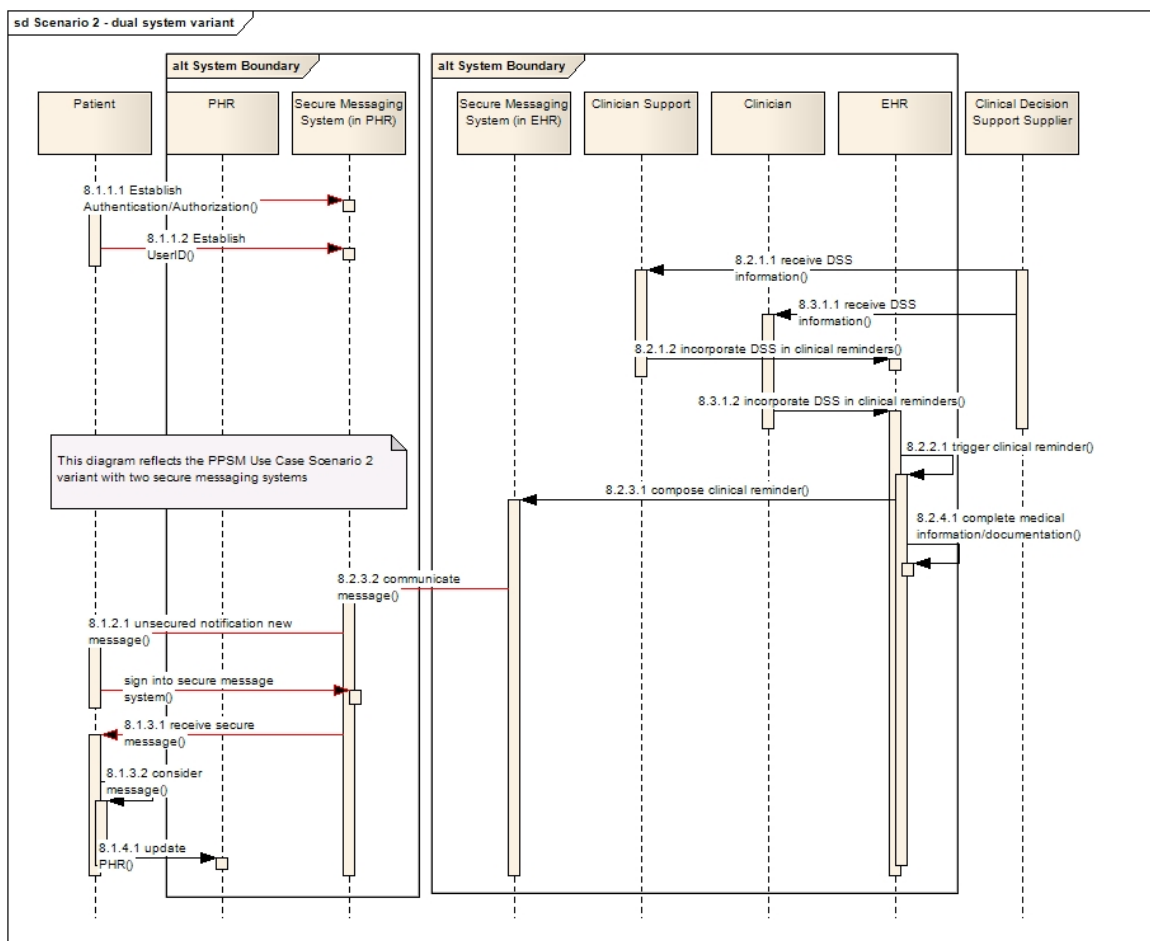 sd Scenario 2 - dual system variant
alt System Boundary
alt System Boundary
Patient
PHR
Secure Messaging
System (in PHR)
Secure Messaging
System (in EHR)
Clinician Support
Clinician
EHR
Clinical Decision
Support Supplier
8.1.1.1 Establish
Authentication/Authorization()
8.1.1.2 Establish
UserID()
8.2.1.1 receive DSS
information()
8.3.1.1 receive DSS
information()
8.2.1.2 incorporate DSS in clinical reminders()
8.3.1.2 incorporate DSS in clinical reminders()
8.2.2.1 trigger clinical reminder()
This diagram reflects the PPSM Use Case Scenario 2
variant with two secure messaging systems
8.2.3.1 compose clinical reminder()
8.2.4.1 complete medical
information/documentation()
8.2.3.2 communicate
message()
8.1.2.1 unsecured notification new
message()
sign into secure message
system()
8.1.3.1 receive secure
message()
8.1.3.2 consider
message()
8.1.4.1 update
PHR()